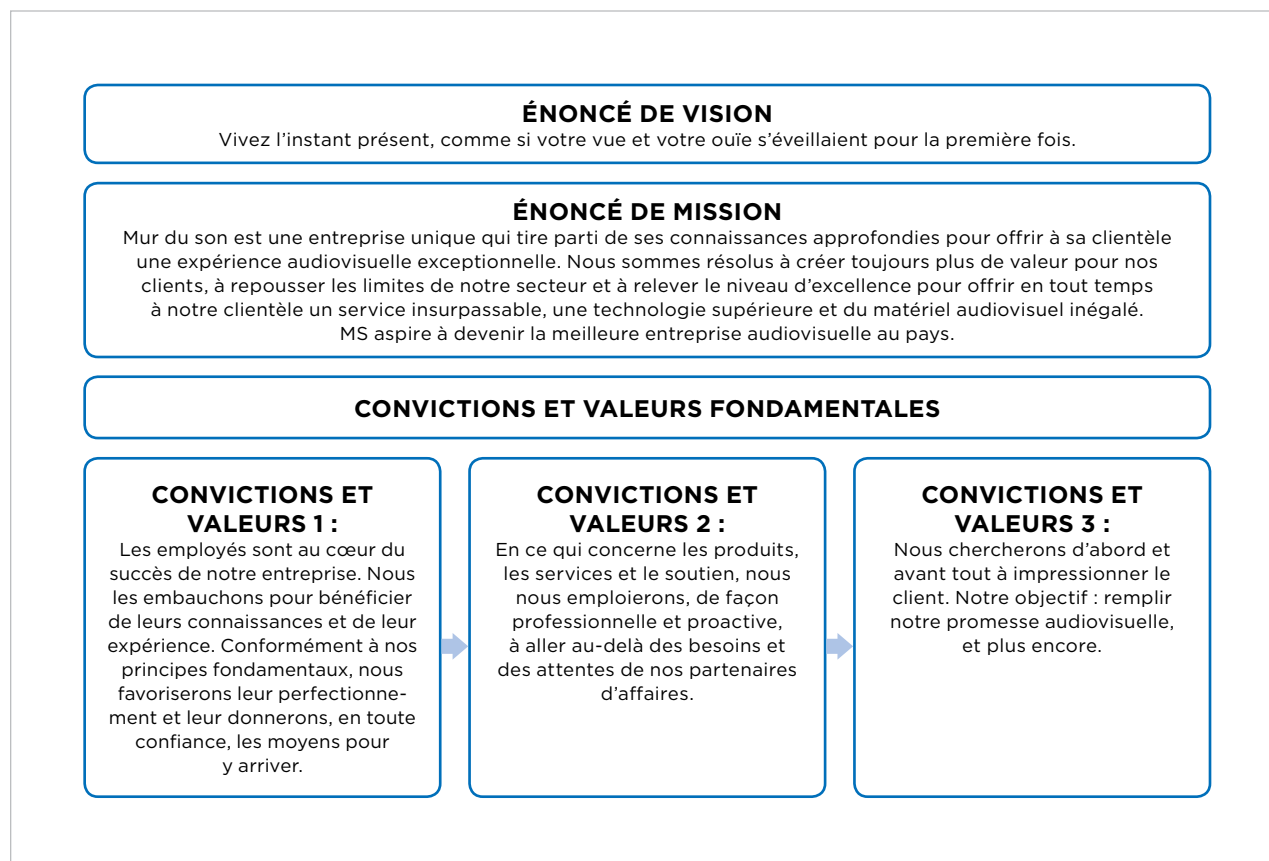 ÉNONCÉ DE VISION
Vivez l’instant présent, comme si votre vue et votre ouïe s’éveillaient pour la première fois.
ÉNONCÉ DE MISSION
Mur du son est une entreprise unique qui tire parti de ses connaissances approfondies pour offrir à sa clientèle
une expérience audiovisuelle exceptionnelle. Nous sommes résolus à créer toujours plus de valeur pour nos
clients, à repousser les limites de notre secteur et à relever le niveau d’excellence pour offrir en tout temps
à notre clientèle un service insurpassable, une technologie supérieure et du matériel audiovisuel inégalé.
MS aspire à devenir la meilleure entreprise audiovisuelle au pays.
CONVICTIONS ET VALEURS FONDAMENTALES
CONVICTIONS ET
VALEURS 1 :
Les employés sont au cœur du
succès de notre entreprise. Nous
les embauchons pour bénéficier
de leurs connaissances et de leur
expérience. Conformément à nos
principes fondamentaux, nous
favoriserons leur perfectionne-
ment et leur donnerons, en toute
confiance, les moyens pour
y arriver.
CONVICTIONS ET
VALEURS 2 :
En ce qui concerne les produits,
les services et le soutien, nous
nous emploierons, de façon
professionnelle et proactive,
à aller au-delà des besoins et
des attentes de nos partenaires
d’affaires.
CONVICTIONS ET
VALEURS 3 :
Nous chercherons d’abord et
avant tout à impressionner le
client. Notre objectif : remplir
notre promesse audiovisuelle,
et plus encore.